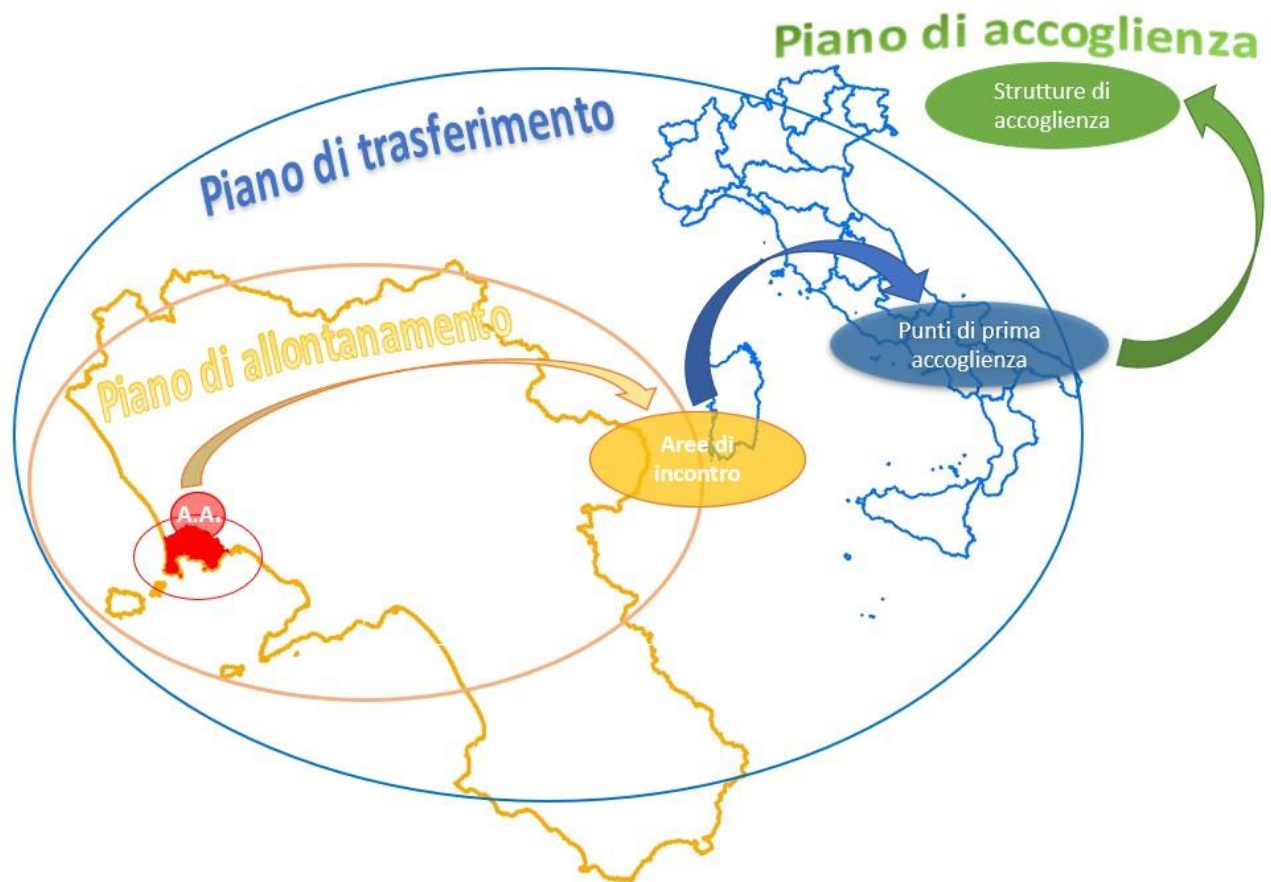 Piano di accoglienza
Strutture di
accoglienza
Piano di trasferimento
Punti di prima
accoglienza
Piano di allontanamento
Aree di
incontro
A.A.